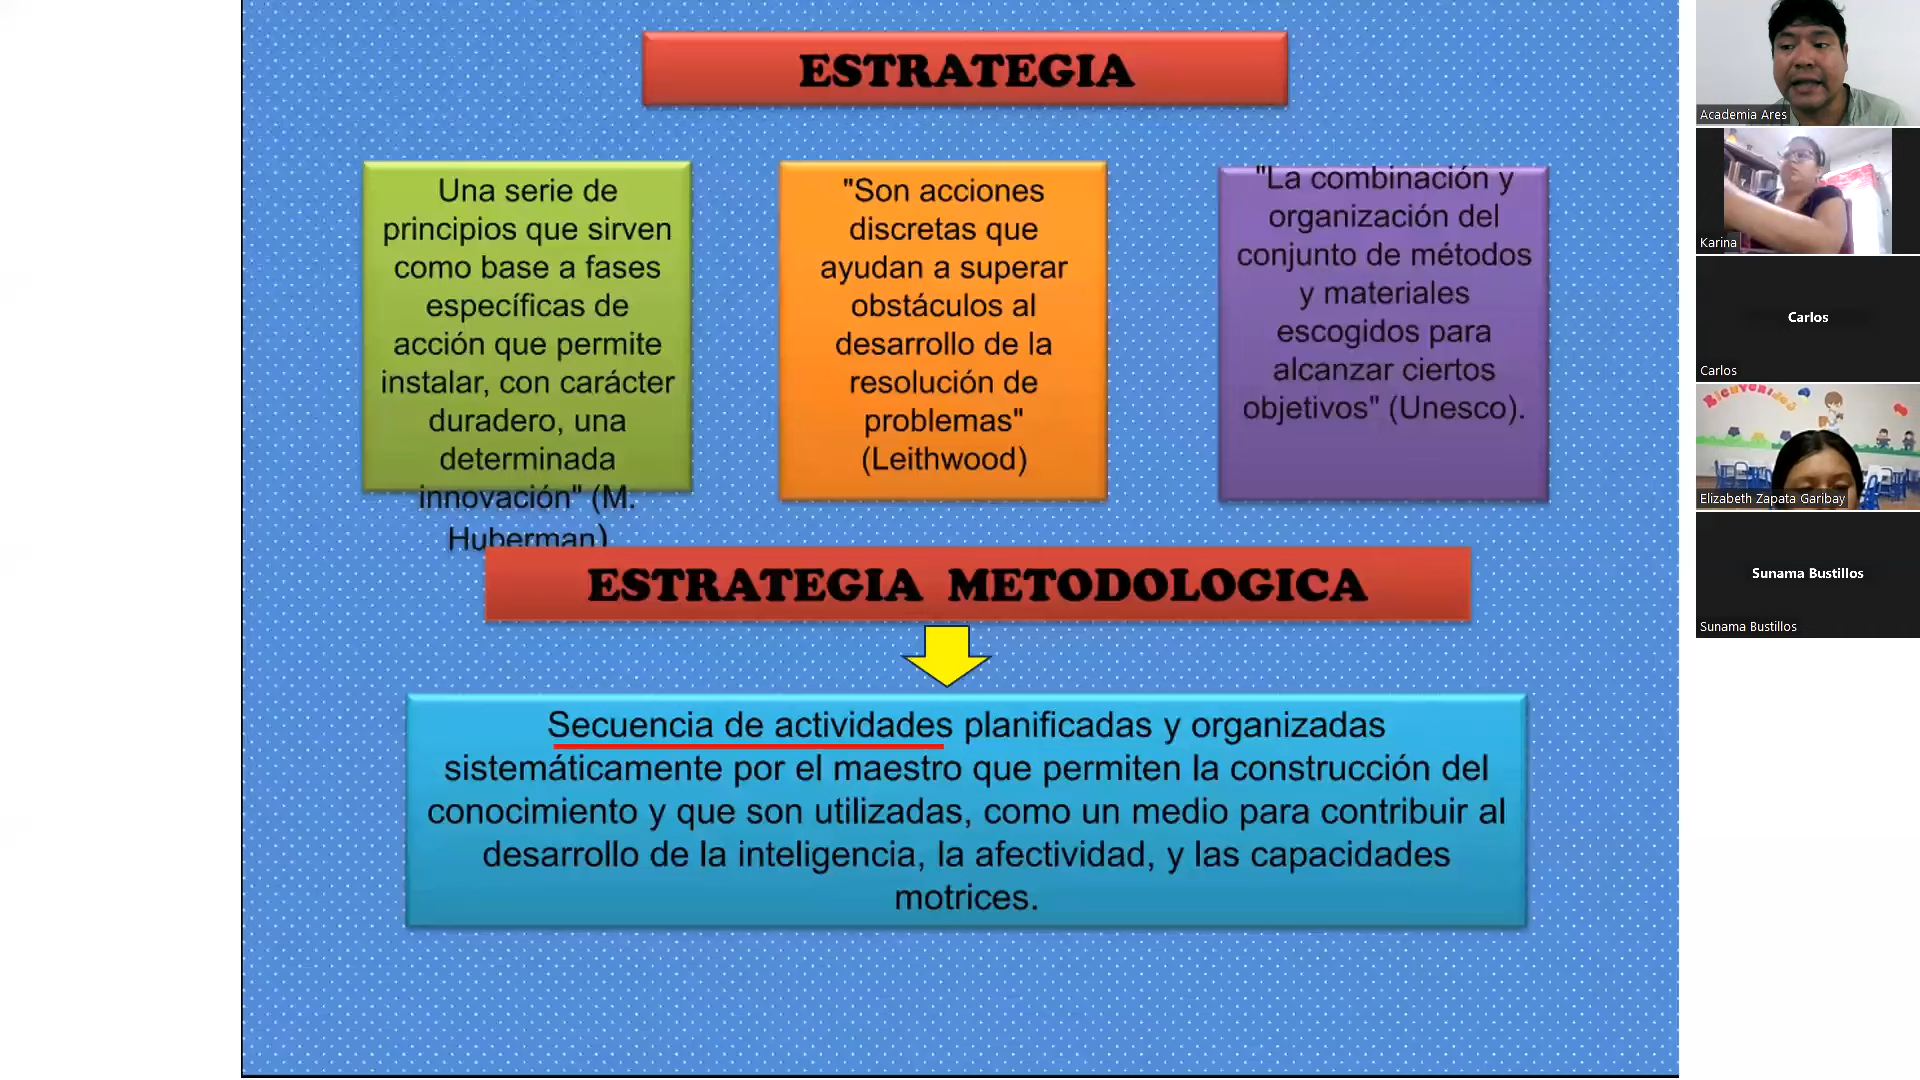 ESTRATEGIA
Una serie de
principios que sirven
como base a fases
específicas de
acción que permite
instalar, con carácter
duradero, una
determinada
innovación" (M.
Huberman)
"Son acciones
discretas que
ayudan a superar
obstáculos al
desarrollo de la
resolución de
problemas"
(Leithwood)
"La combinación y
organización del
conjunto de métodos
y materiales
escogidos para
alcanzar ciertos
objetivos" (Unesco).
ESTRATEGIA METODOLOGICA
Secuencia de actividades planificadas y organizadas
sistemáticamente por el maestro que permiten la construcción del
conocimiento y que son utilizadas, como un medio para contribuir al
desarrollo de la inteligencia, la afectividad, y las capacidades
motrices.
Academia Ares
Karina
Carlos
Carlos
Bienvenidos
Elizabeth Zapata Garibay
Sunama Bustillos
Sunama Bustillos